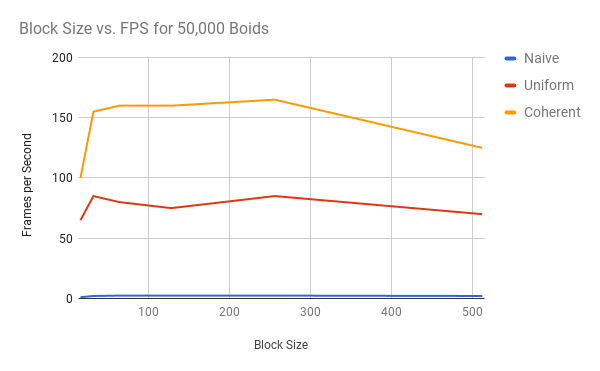 Block Size vs. FPS for 50,000 Boids
Naive
Uniform
Coherent
Frames per Second
200
150
100
50
0
100
200
300
400
500
Block Size